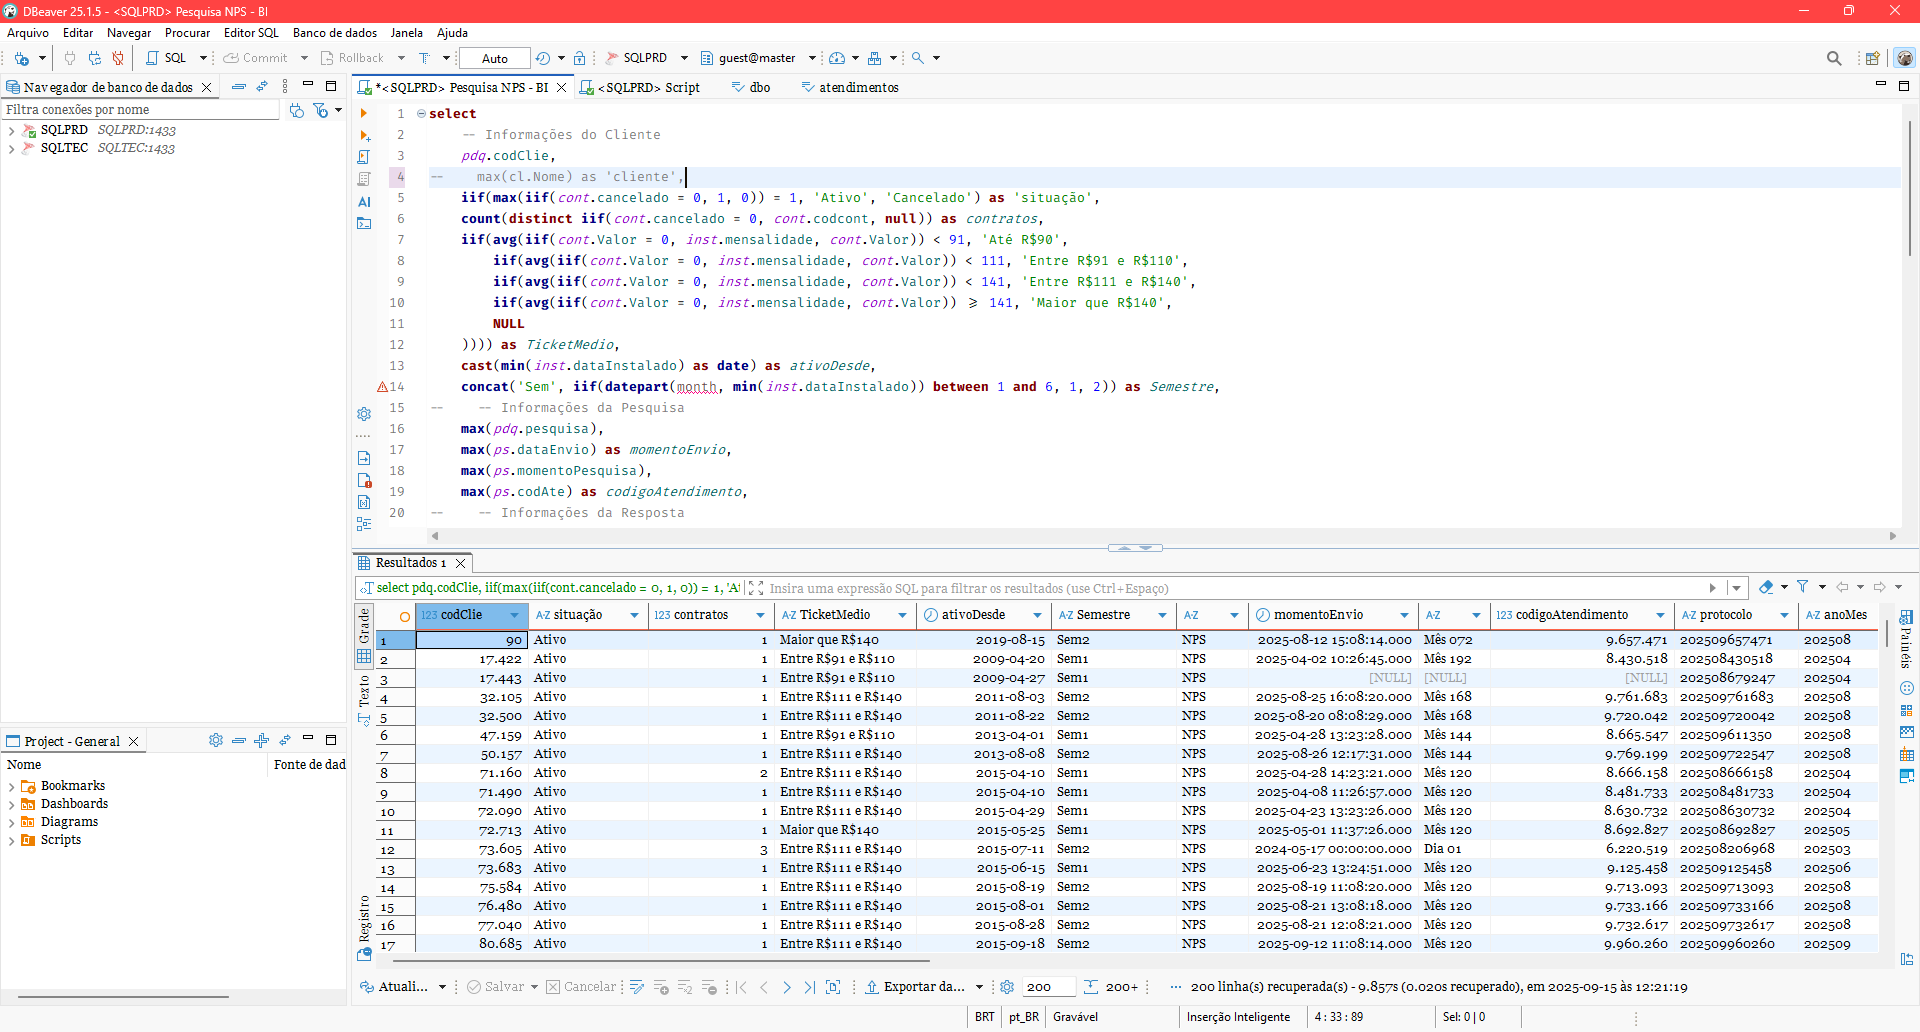 DBeaver 25.1.5 - <SQLPRD> Pesquisa NPS - BI
Arquivo Editar Navegar Procurar Editor SQL Banco de dados Janela Ajuda
SQL Commit Rollback T Auto SQLPRD guest@master
Navegador de banco de dados
Filtra conexões por nome
SQLPRD SQLPRD:1433
SQLTEC SQLTEC:1433
Project - General
Nome Fonte de dad
Bookmarks
Dashboards
Diagrams
Scripts
*<SQLPRD> Pesquisa NPS - BI <SQLPRD> Script dbo atendimentos
1 select
2 -- Informações do Cliente
3 pdq.codClie,
4 -- max(cl.Nome) as 'cliente',
5 iif(max(iif(cont.cancelado = 0, 1, 0)) = 1, 'Ativo', 'Cancelado') as 'situação',
6 count(distinct iif(cont.cancelado = 0, cont.codcont, null)) as contratos,
7 iif(avg(iif(cont.Valor = 0, inst.mensalidade, cont.Valor)) < 91, 'Até R$90',
8 iif(avg(iif(cont.Valor = 0, inst.mensalidade, cont.Valor)) < 111, 'Entre R$91 e R$110',
9 iif(avg(iif(cont.Valor = 0, inst.mensalidade, cont.Valor)) < 141, 'Entre R$111 e R$140',
10 iif(avg(iif(cont.Valor = 0, inst.mensalidade, cont.Valor)) >= 141, 'Maior que R$140',
11 NULL
12 )))) as TicketMedio,
13 cast(min(inst.dataInstalado) as date) as ativoDesde,
14 concat('Sem', iif(datepart(month, min(inst.dataInstalado)) between 1 and 6, 1, 2)) as Semestre,
15 -- -- Informações da Pesquisa
16 max(pdq.pesquisa),
17 max(ps.dataEnvio) as momentoEnvio,
18 max(ps.momentoPesquisa),
19 max(ps.codAte) as codigoAtendimento,
20 -- -- Informações da Resposta
AI
Resultados 1
select pdq.codClie, iif(max(iif(cont.cancelado = 0, 1, 0)) = 1, 'At Insira uma expressão SQL para filtrar os resultados (use Ctrl+Espaço)
Grade
Texto
Registro
Painéis
123 codClie A-Z situação 123 contratos A-Z TicketMedio ativoDesde A-Z Semestre A-Z momentoEnvio A-Z 123 codigoAtendimento A-Z protocolo A-Z anoMes
1 90 Ativo 1 Maior que R$140 2019-08-15 Sem2 NPS 2025-08-12 15:08:14.000 Mês 072 9.657.471 202509657471 202508
2 17.422 Ativo 1 Entre R$91 e R$110 2009-04-20 Sem1 NPS 2025-04-02 10:26:45.000 Mês 192 8.430.518 202508430518 202504
3 17.443 Ativo 1 Entre R$91 e R$110 2009-04-27 Sem1 NPS [NULL] [NULL] [NULL] 202508679247 202504
4 32.105 Ativo 1 Entre R$111 e R$140 2011-08-03 Sem2 NPS 2025-08-25 16:08:20.000 Mês 168 9.761.683 202509761683 202508
5 32.500 Ativo 1 Entre R$111 e R$140 2011-08-22 Sem2 NPS 2025-08-20 08:08:29.000 Mês 168 9.720.042 202509720042 202508
6 47.159 Ativo 1 Entre R$91 e R$110 2013-04-01 Sem1 NPS 2025-04-28 13:23:28.000 Mês 144 8.665.547 202509611350 202508
7 50.157 Ativo 1 Entre R$111 e R$140 2013-08-08 Sem2 NPS 2025-08-26 12:17:31.000 Mês 144 9.769.199 202509722547 202508
8 71.160 Ativo 2 Entre R$111 e R$140 2015-04-10 Sem1 NPS 2025-04-28 14:23:21.000 Mês 120 8.666.158 202508666158 202504
9 71.490 Ativo 1 Entre R$111 e R$140 2015-04-10 Sem1 NPS 2025-04-08 11:26:57.000 Mês 120 8.481.733 202508481733 202504
10 72.090 Ativo 1 Entre R$111 e R$140 2015-04-29 Sem1 NPS 2025-04-23 13:23:26.000 Mês 120 8.630.732 202508630732 202504
11 72.713 Ativo 1 Maior que R$140 2015-05-25 Sem1 NPS 2025-05-01 11:37:26.000 Mês 120 8.692.827 202508692827 202505
12 73.605 Ativo 3 Entre R$111 e R$140 2015-07-11 Sem2 NPS 2024-05-17 00:00:00.000 Dia 01 6.220.519 202508206968 202503
13 73.683 Ativo 1 Entre R$111 e R$140 2015-06-15 Sem1 NPS 2025-06-23 13:24:51.000 Mês 120 9.125.458 202509125458 202506
14 75.584 Ativo 1 Entre R$111 e R$140 2015-08-19 Sem2 NPS 2025-08-19 11:08:20.000 Mês 120 9.713.093 202509713093 202508
15 76.480 Ativo 1 Entre R$111 e R$140 2015-08-01 Sem2 NPS 2025-08-21 13:08:18.000 Mês 120 9.733.166 202509733166 202508
16 77.040 Ativo 1 Entre R$111 e R$140 2015-08-28 Sem2 NPS 2025-08-21 12:08:21.000 Mês 120 9.732.617 202509732617 202508
17 80.685 Ativo 1 Entre R$111 e R$140 2015-09-18 Sem2 NPS 2025-09-12 11:08:14.000 Mês 120 9.960.260 202509960260 202509
Atuali... Salvar Cancelar Exportar da... 200 200+ ... 200 linha(s) recuperada(s) - 9.857s (0.020s recuperado), em 2025-09-15 às 12:21:19
BRT pt_BR Gravável Inserção Inteligente 4 : 33 : 89 Sel: 0 | 0